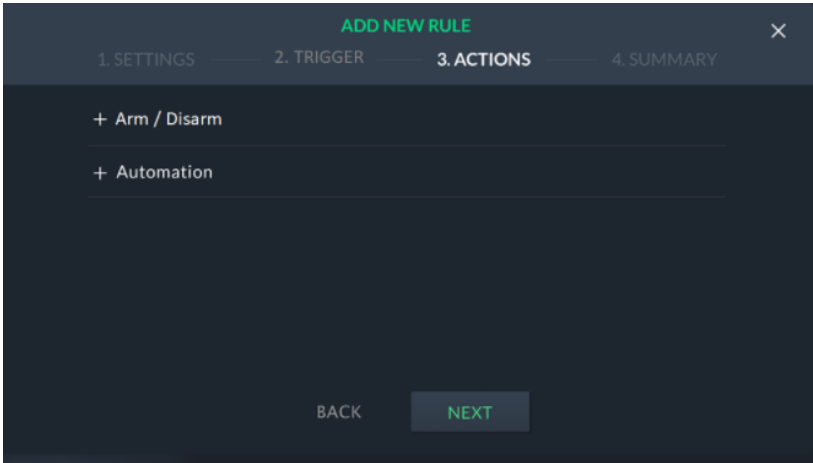 ADD NEW RULE
1. SETTINGS 2. TRIGGER 3. ACTIONS 4. SUMMARY
+ Arm / Disarm
+ Automation
BACK NEXT